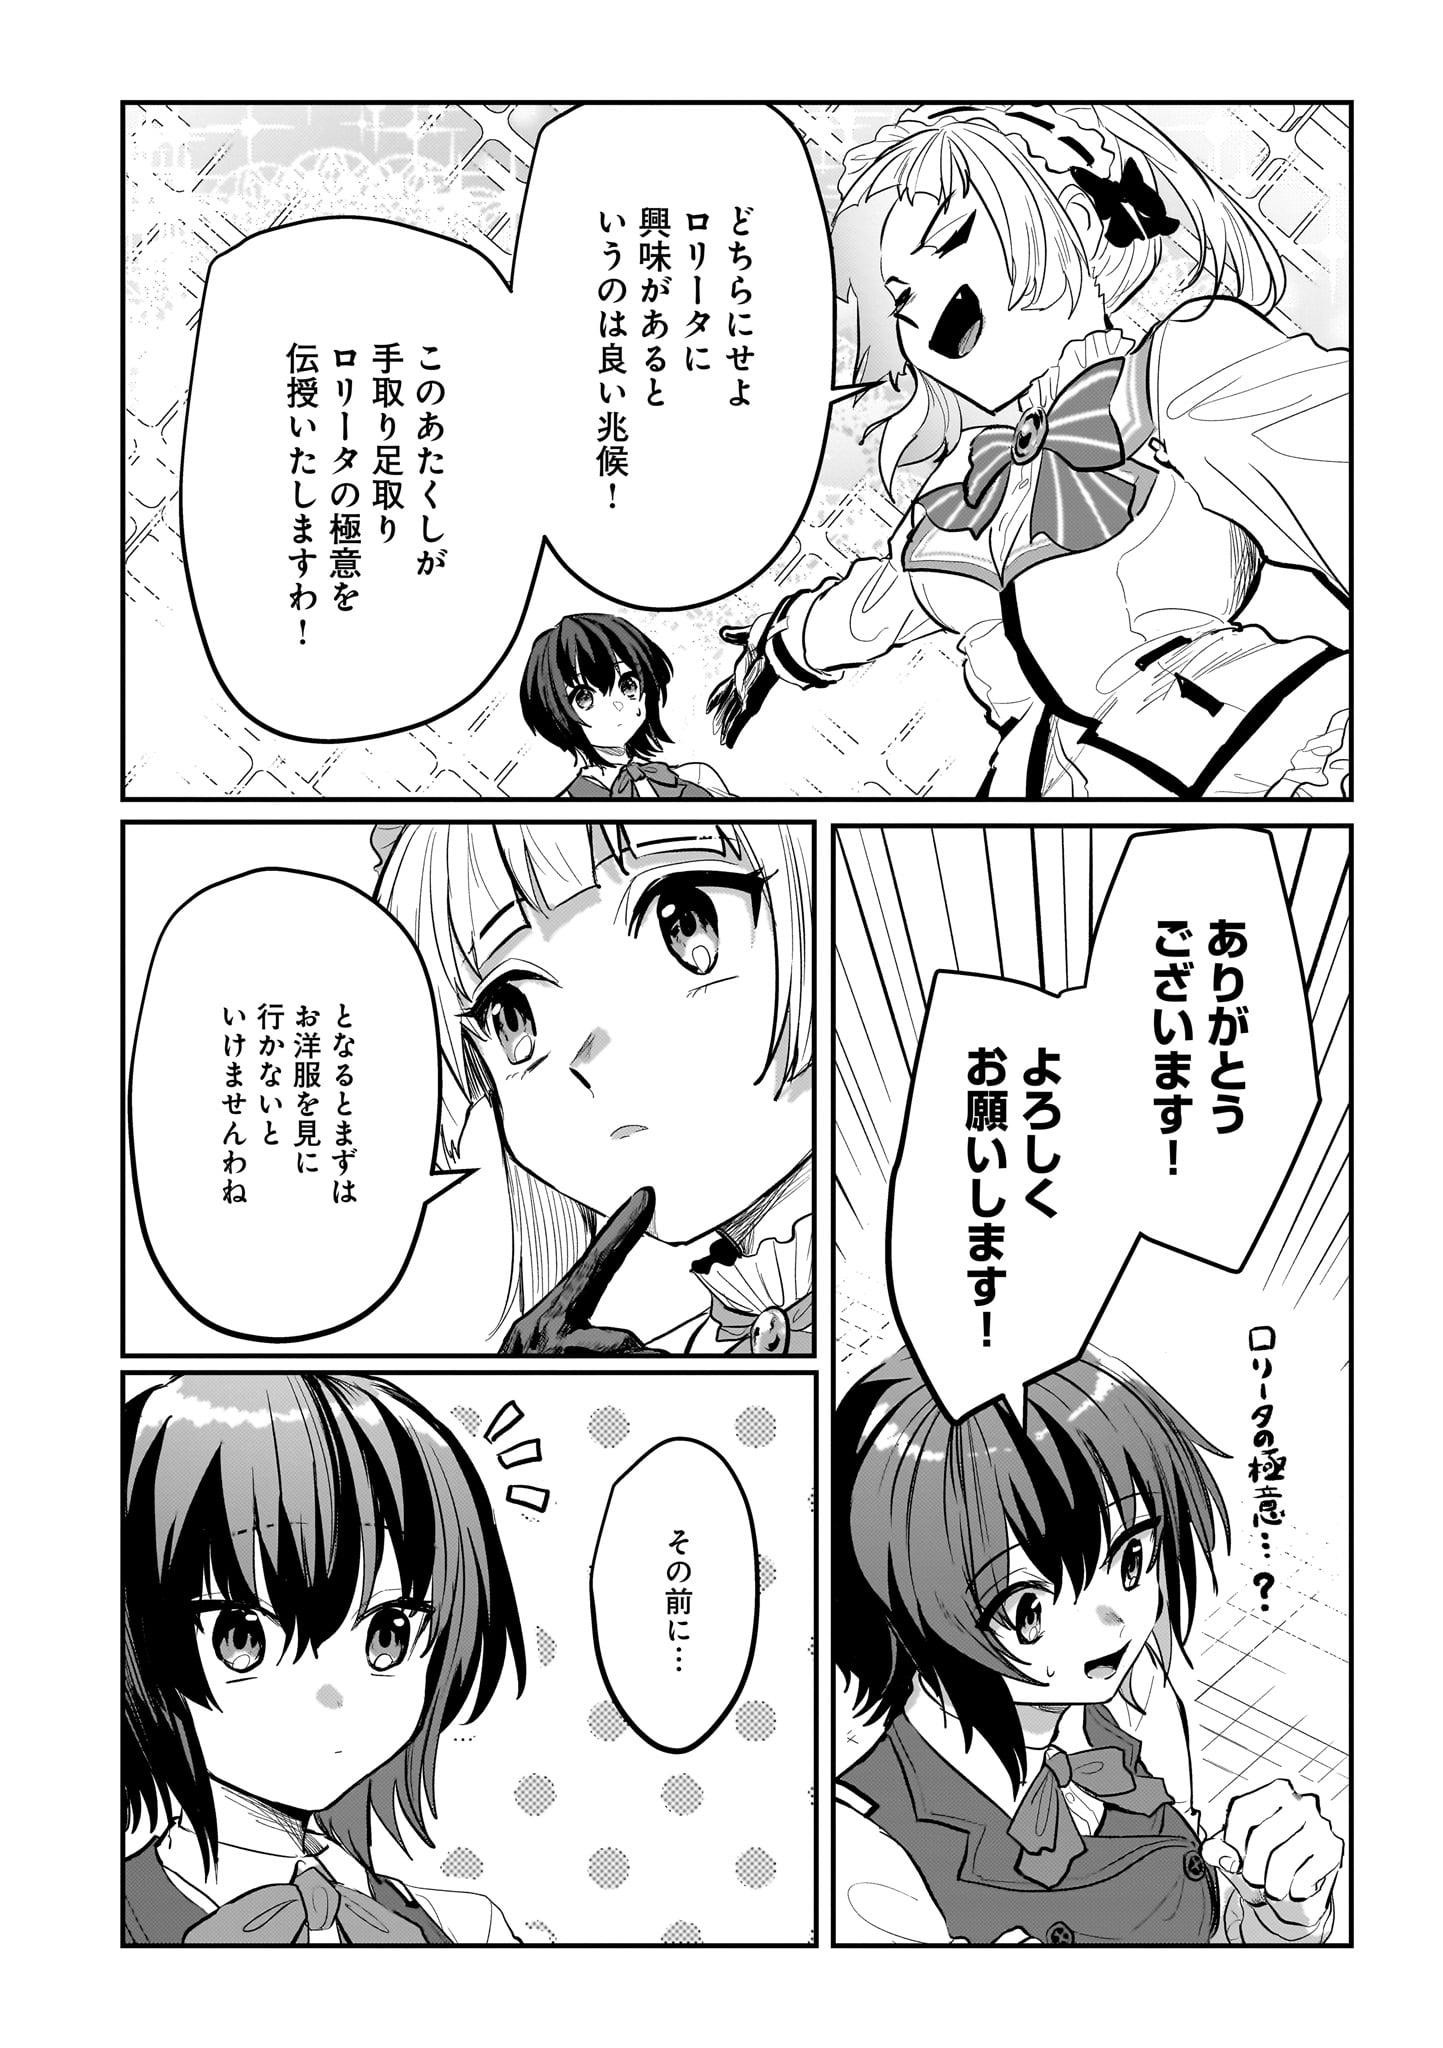 どちらにせよ
ロリータに
興味があると
いうのは良い兆候！
このあたくしが
手取り足取り
ロリータの極意を
伝授いたしますわ！
ありがとう
ございます！
よろしく
お願いします！
ロリータの極意…？
となるとまずは
お洋服を見に
行かないと
いけませんわね
その前に…